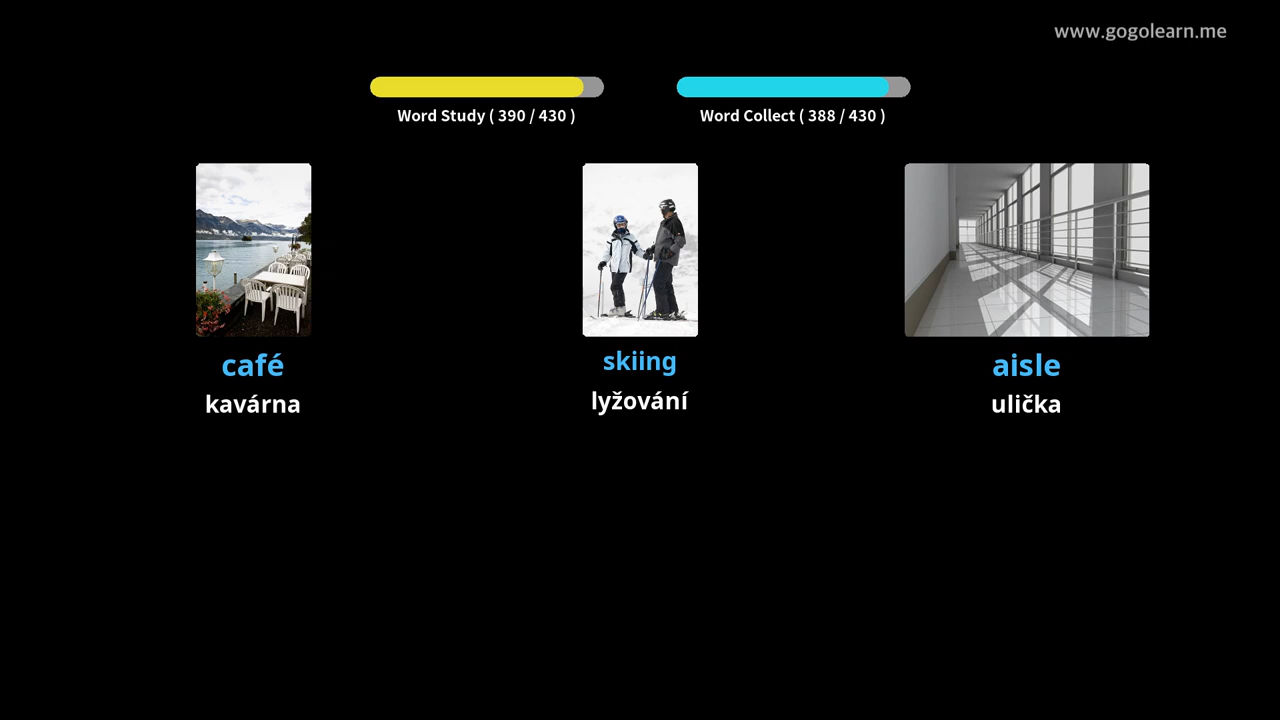 www.gogolearn.me
Word Study ( 390 / 430 )
Word Collect ( 388 / 430 )
café
kavárna
skiing
lyžování
aisle
ulička